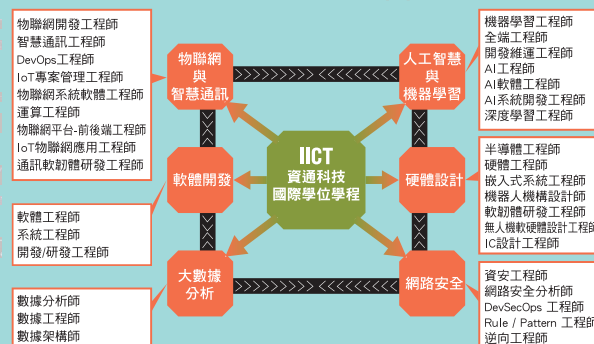 物聯網開發工程師
智慧通訊工程師
DevOps工程師
IoT專案管理工程師
物聯網系統軟體工程師
運算工程師
物聯網平台-前後端工程師
IoT物聯網應用工程師
通訊軟韌體研發工程師
物聯網
與
智慧通訊
人工智慧
與
機器學習
機器學習工程師
全端工程師
開發維運工程師
AI工程師
AI軟體工程師
AI系統開發工程師
深度學習工程師
軟體工程師
系統工程師
開發/研發工程師
軟體開發
IICT
資通科技
國際學位學程
硬體設計
半導體工程師
硬體工程師
嵌入式系統工程師
機器人機構設計師
軟韌體研發工程師
無人機軟硬體設計工程師
IC設計工程師
數據分析師
數據工程師
數據架構師
大數據
分析
網路安全
資安工程師
網路安全分析師
DevSecOps 工程師
Rule / Pattern 工程師
逆向工程師